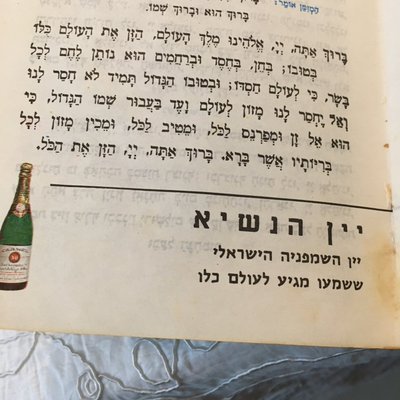 הַמְזַמֵּן אוֹמֵר:
בָּרוּךְ הוּא וּבָרוּךְ שְׁמוֹ.
בָּרוּךְ אַתָּה, יְיָ, אֱלֹהֵינוּ מֶלֶךְ הָעוֹלָם, הַזָּן אֶת הָעוֹלָם כֻּלּוֹ
בְּטוּבוֹ; בְּחֵן, בְּחֶסֶד וּבְרַחֲמִים הוּא נוֹתֵן לֶחֶם לְכָל
בָּשָׂר, כִּי לְעוֹלָם חַסְדּוֹ; וּבְטוּבוֹ הַגָּדוֹל תָּמִיד לֹא חָסַר לָנוּ
וְאַל יֶחְסַר לָנוּ מָזוֹן לְעוֹלָם וָעֶד בַּעֲבוּר שְׁמוֹ הַגָּדוֹל, כִּי
הוּא אֵל זָן וּמְפַרְנֵס לַכֹּל, וּמֵטִיב לַכֹּל, וּמֵכִין מָזוֹן לְכָל
בְּרִיּוֹתָיו אֲשֶׁר בָּרָא. בָּרוּךְ אַתָּה, יְיָ, הַזָּן אֶת הַכֹּל.
יין הנשיא
יין השמפניה הישראלי
ששמעו מגיע לעולם כלו